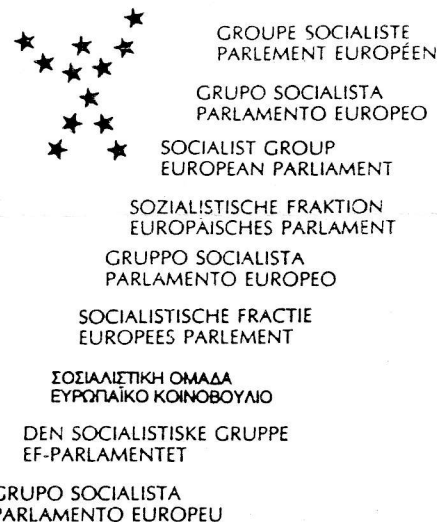 GROUPE SOCIALISTE
PARLEMENT EUROPÉEN
GRUPO SOCIALISTA
PARLAMENTO EUROPEO
SOCIALIST GROUP
EUROPEAN PARLIAMENT
SOZIALISTISCHE FRAKTION
EUROPÄISCHES PARLAMENT
GRUPPO SOCIALISTA
PARLAMENTO EUROPEO
SOCIALISTISCHE FRACTIE
EUROPEES PARLEMENT
ΣΟΣΙΑΛΙΣΤΙΚΗ ΟΜΑΔΑ
ΕΥΡΩΠΑΪΚΟ ΚΟΙΝΟΒΟΥΛΙΟ
DEN SOCIALISTISKE GRUPPE
EF-PARLAMENTET
GRUPO SOCIALISTA
PARLAMENTO EUROPEU